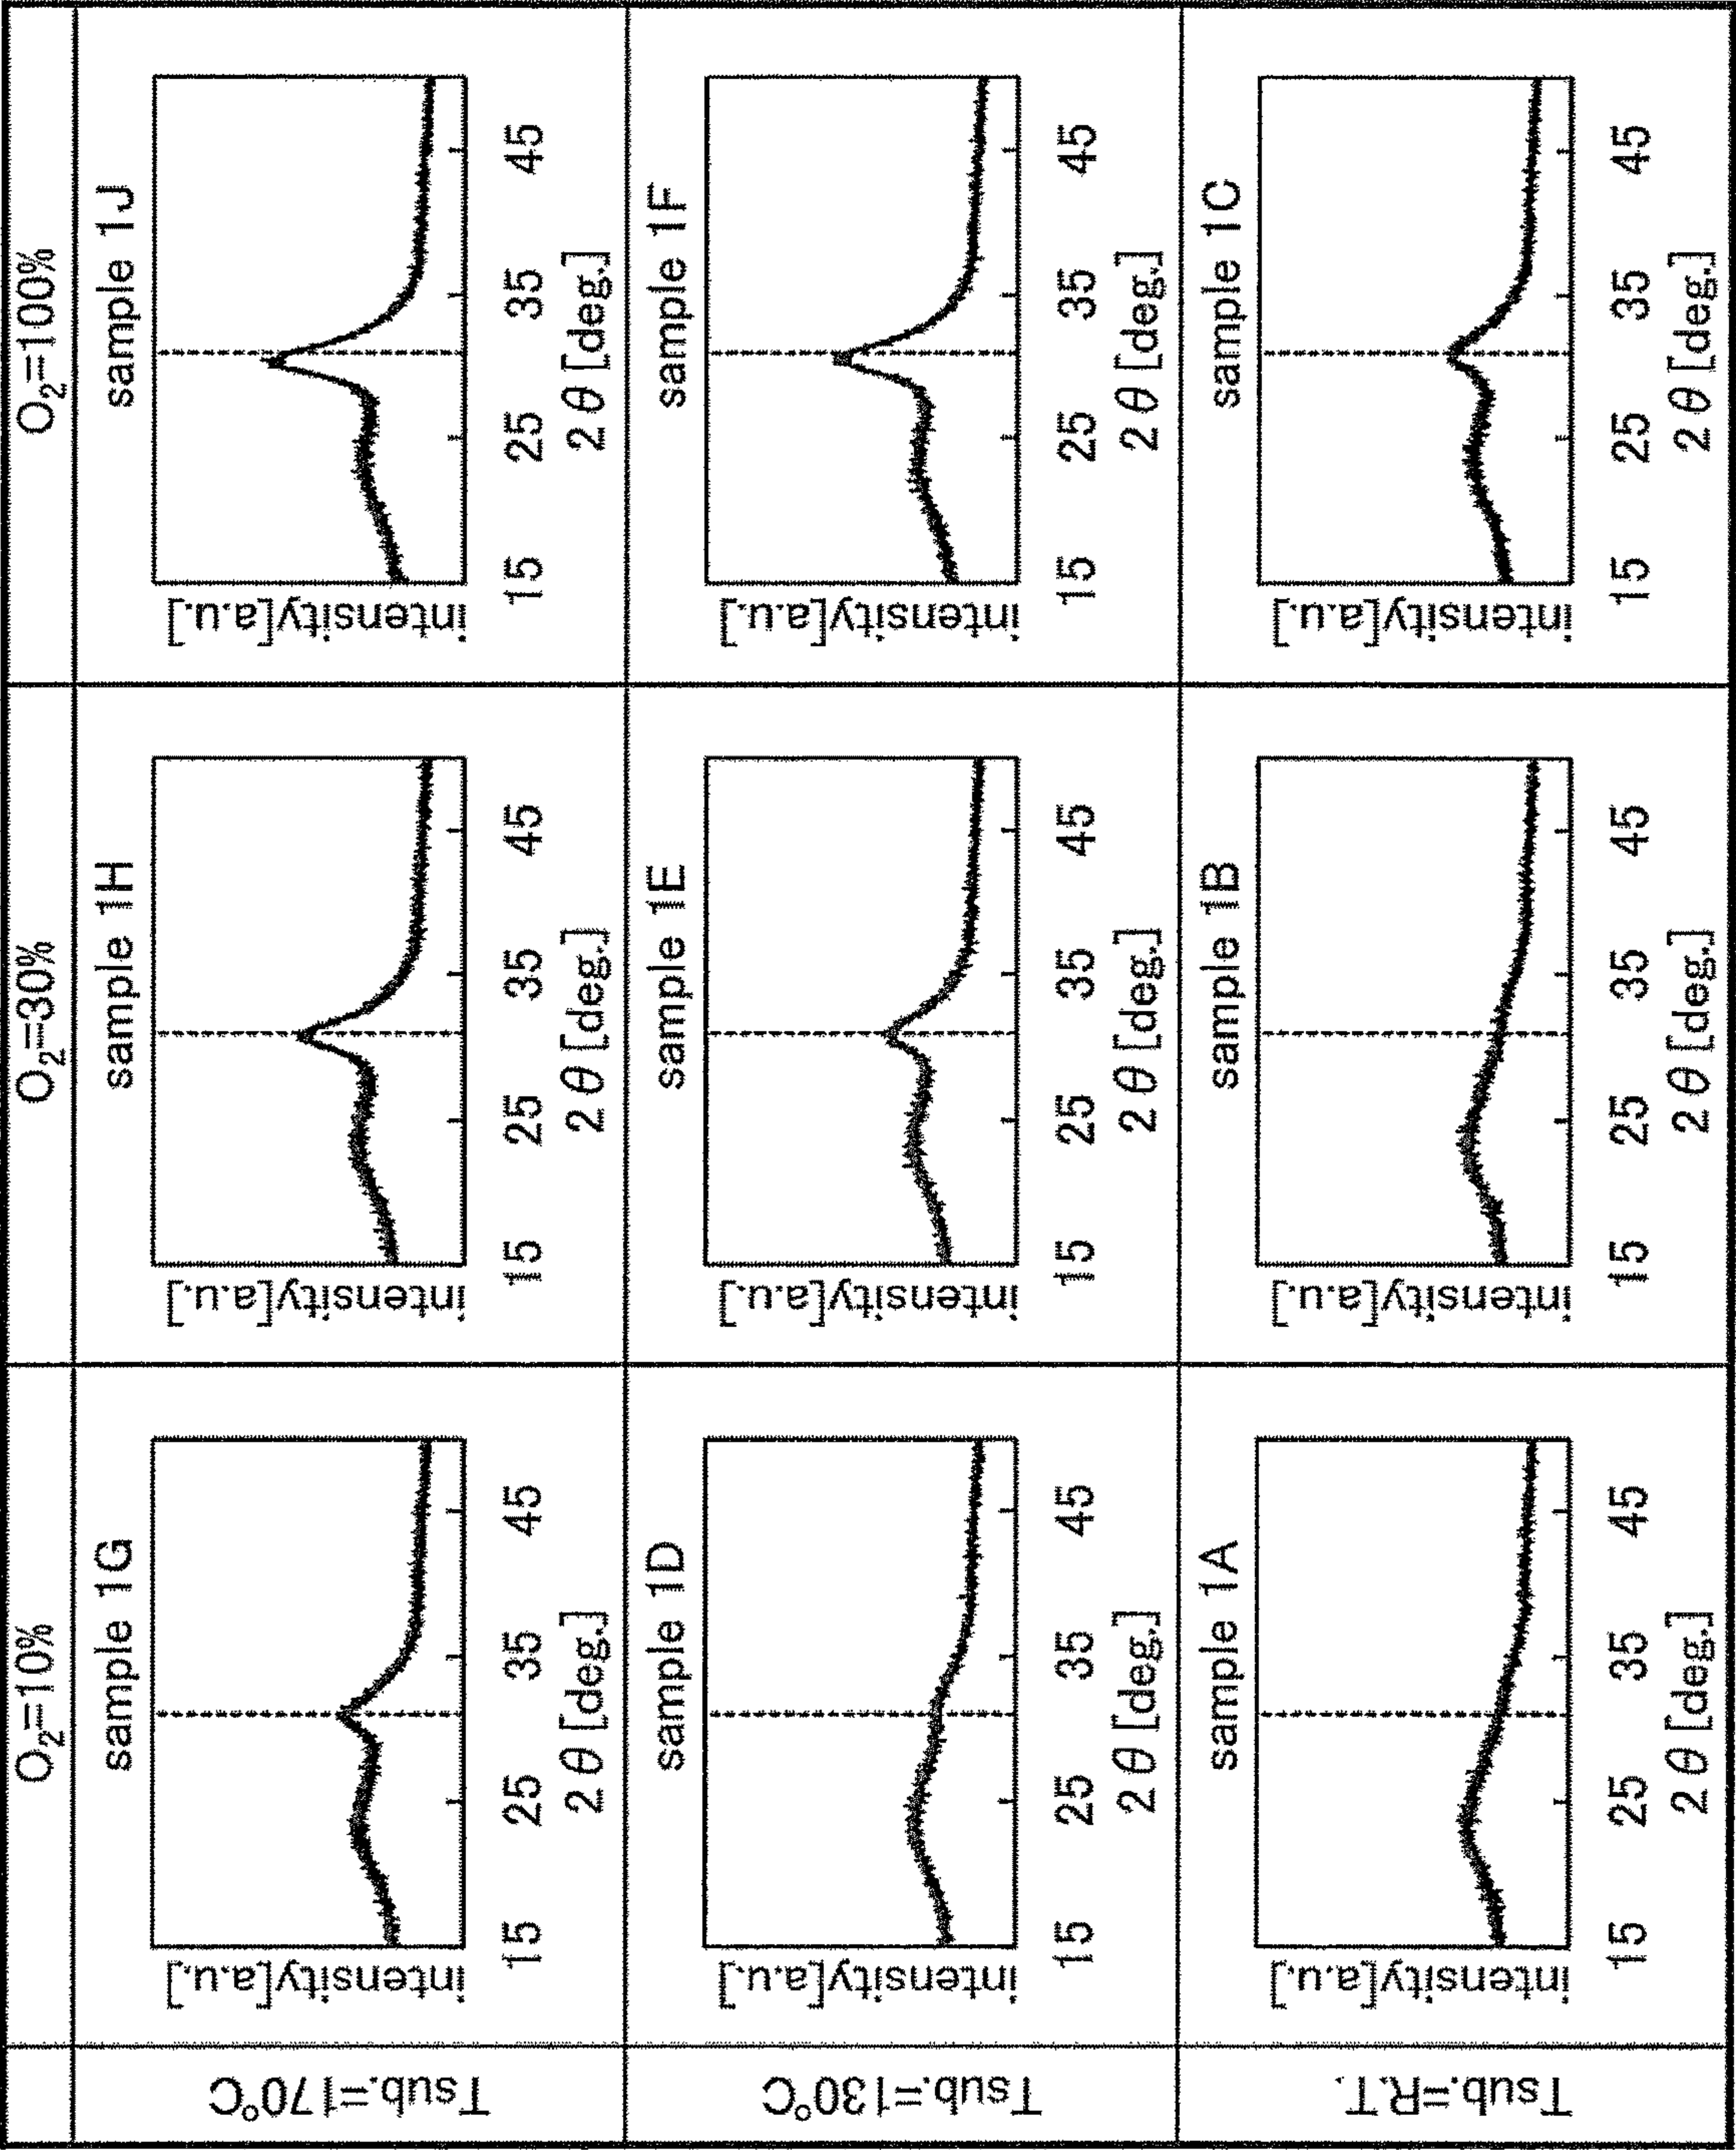 O₂=10%
O₂=30%
O₂=100%
Tsub.=170°C
sample 1G
intensity[a.u.]
15 25 35 45
2θ[deg.]
sample 1H
intensity[a.u.]
15 25 35 45
2θ[deg.]
sample 1J
intensity[a.u.]
15 25 35 45
2θ[deg.]
Tsub.=130°C
sample 1D
intensity[a.u.]
15 25 35 45
2θ[deg.]
sample 1E
intensity[a.u.]
15 25 35 45
2θ[deg.]
sample 1F
intensity[a.u.]
15 25 35 45
2θ[deg.]
Tsub.=R.T.
sample 1A
intensity[a.u.]
15 25 35 45
2θ[deg.]
sample 1B
intensity[a.u.]
15 25 35 45
2θ[deg.]
sample 1C
intensity[a.u.]
15 25 35 45
2θ[deg.]